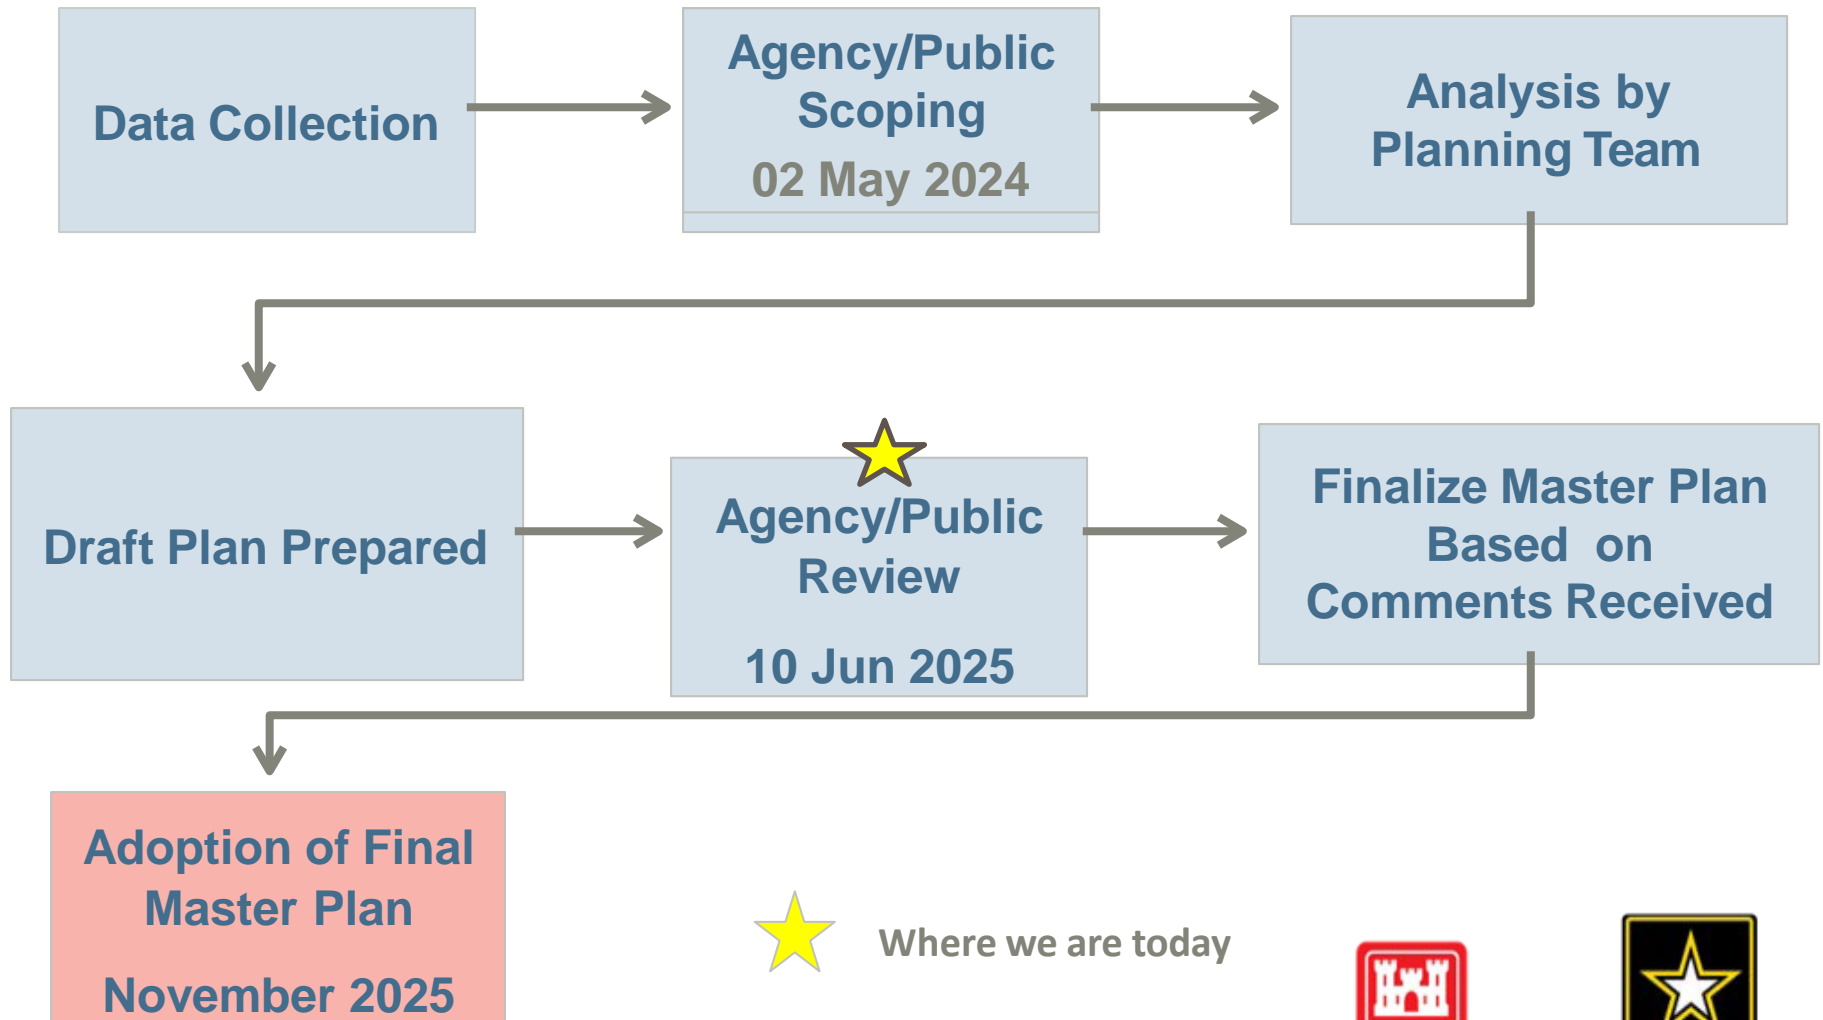 Data Collection
Agency/Public
Scoping
02 May 2024
Analysis by
Planning Team
Draft Plan Prepared
Agency/Public
Review
10 Jun 2025
Finalize Master Plan
Based  on
Comments Received
Adoption of Final
Master Plan
November 2025
Where we are today